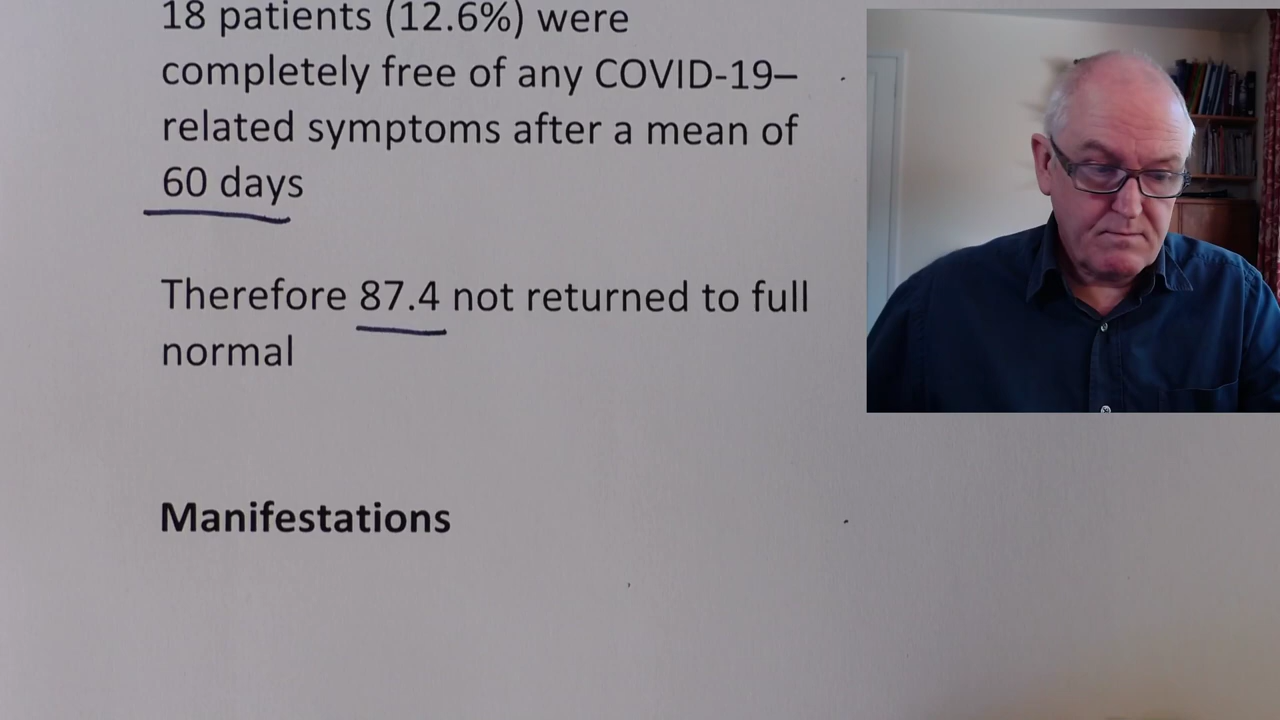 18 patients (12.6%) were
completely free of any COVID-19–
related symptoms after a mean of
60 days
Therefore 87.4 not returned to full
normal
Manifestations